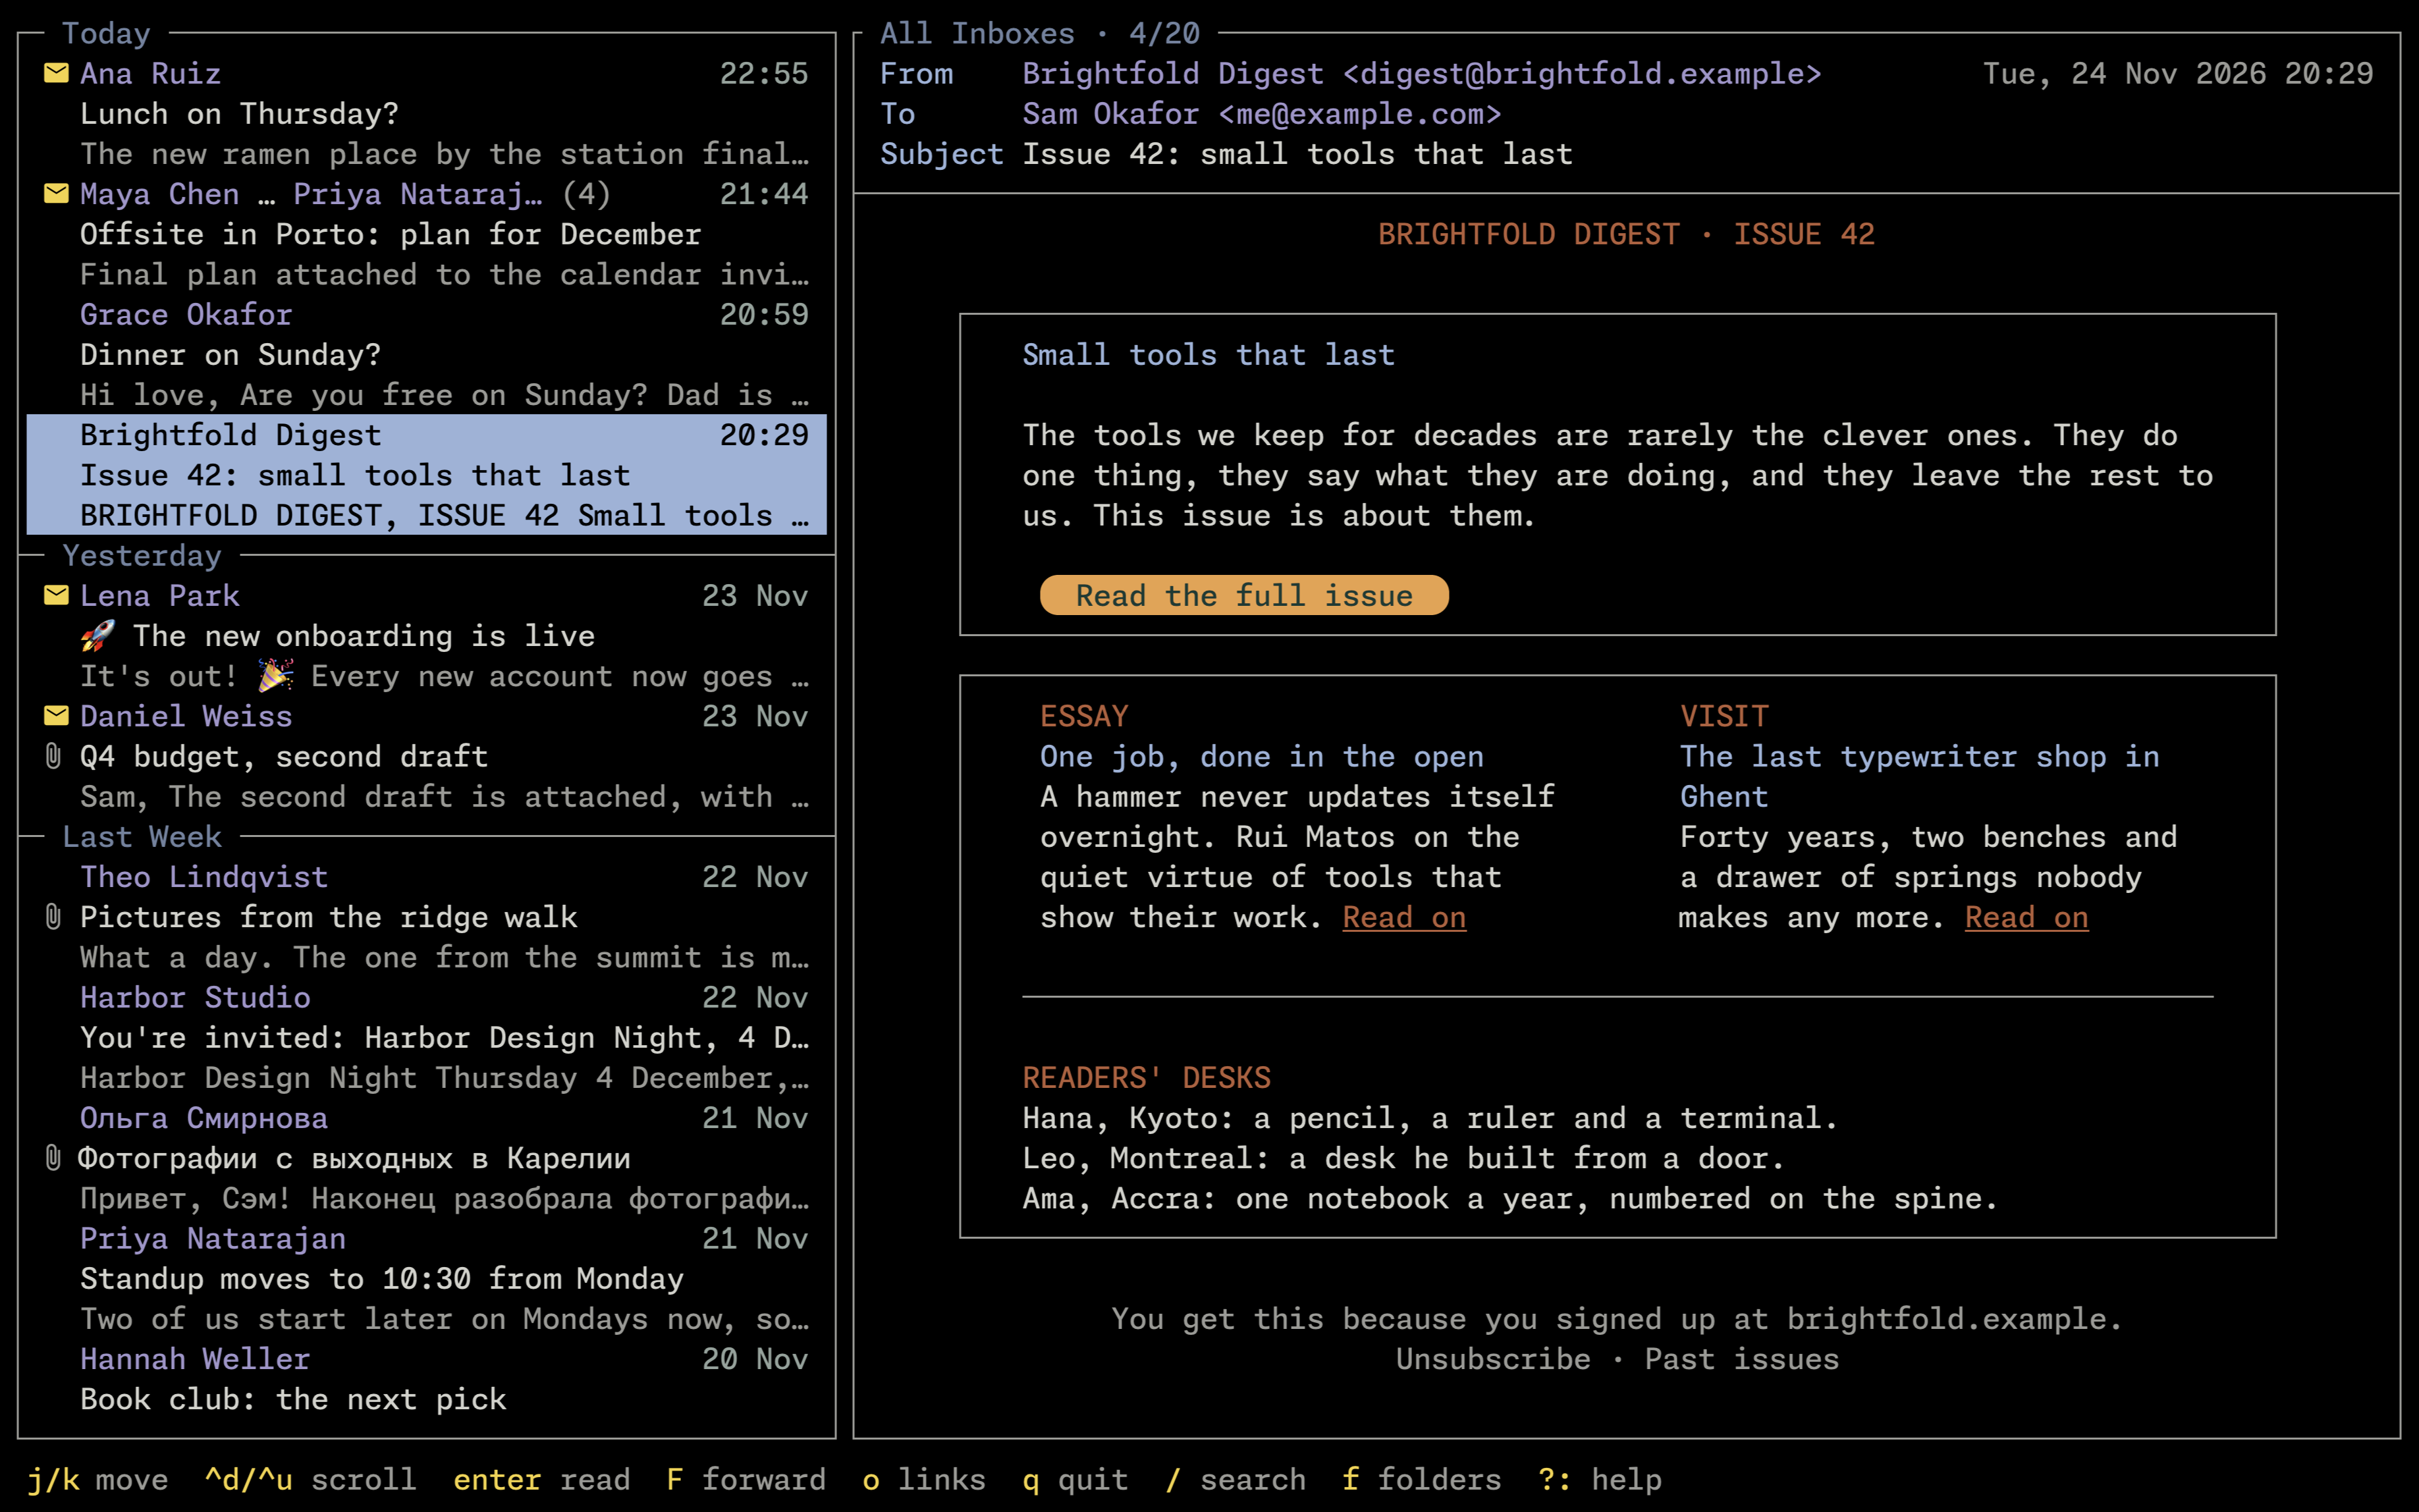 Today
Ana Ruiz 22:55
Lunch on Thursday?
The new ramen place by the station final…
Maya Chen … Priya Nataraj… (4) 21:44
Offsite in Porto: plan for December
Final plan attached to the calendar invi…
Grace Okafor 20:59
Dinner on Sunday?
Hi love, Are you free on Sunday? Dad is …
Brightfold Digest 20:29
Issue 42: small tools that last
BRIGHTFOLD DIGEST, ISSUE 42 Small tools …
Yesterday
Lena Park 23 Nov
🚀 The new onboarding is live
It's out! 🎉 Every new account now goes …
Daniel Weiss 23 Nov
Q4 budget, second draft
Sam, The second draft is attached, with …
Last Week
Theo Lindqvist 22 Nov
Pictures from the ridge walk
What a day. The one from the summit is m…
Harbor Studio 22 Nov
You're invited: Harbor Design Night, 4 D…
Harbor Design Night Thursday 4 December,…
Ольга Смирнова 21 Nov
Фотографии с выходных в Карелии
Привет, Сэм! Наконец разобрала фотографи…
Priya Natarajan 21 Nov
Standup moves to 10:30 from Monday
Two of us start later on Mondays now, so…
Hannah Weller 20 Nov
Book club: the next pick
All Inboxes · 4/20
From Brightfold Digest <digest@brightfold.example> Tue, 24 Nov 2026 20:29
To Sam Okafor <me@example.com>
Subject Issue 42: small tools that last
BRIGHTFOLD DIGEST · ISSUE 42
Small tools that last
The tools we keep for decades are rarely the clever ones. They do
one thing, they say what they are doing, and they leave the rest to
us. This issue is about them.
Read the full issue
ESSAY
One job, done in the open
A hammer never updates itself
overnight. Rui Matos on the
quiet virtue of tools that
show their work. Read on
VISIT
The last typewriter shop in
Ghent
Forty years, two benches and
a drawer of springs nobody
makes any more. Read on
READERS' DESKS
Hana, Kyoto: a pencil, a ruler and a terminal.
Leo, Montreal: a desk he built from a door.
Ama, Accra: one notebook a year, numbered on the spine.
You get this because you signed up at brightfold.example.
Unsubscribe · Past issues
j/k move ^d/^u scroll enter read F forward o links q quit / search f folders ?: help